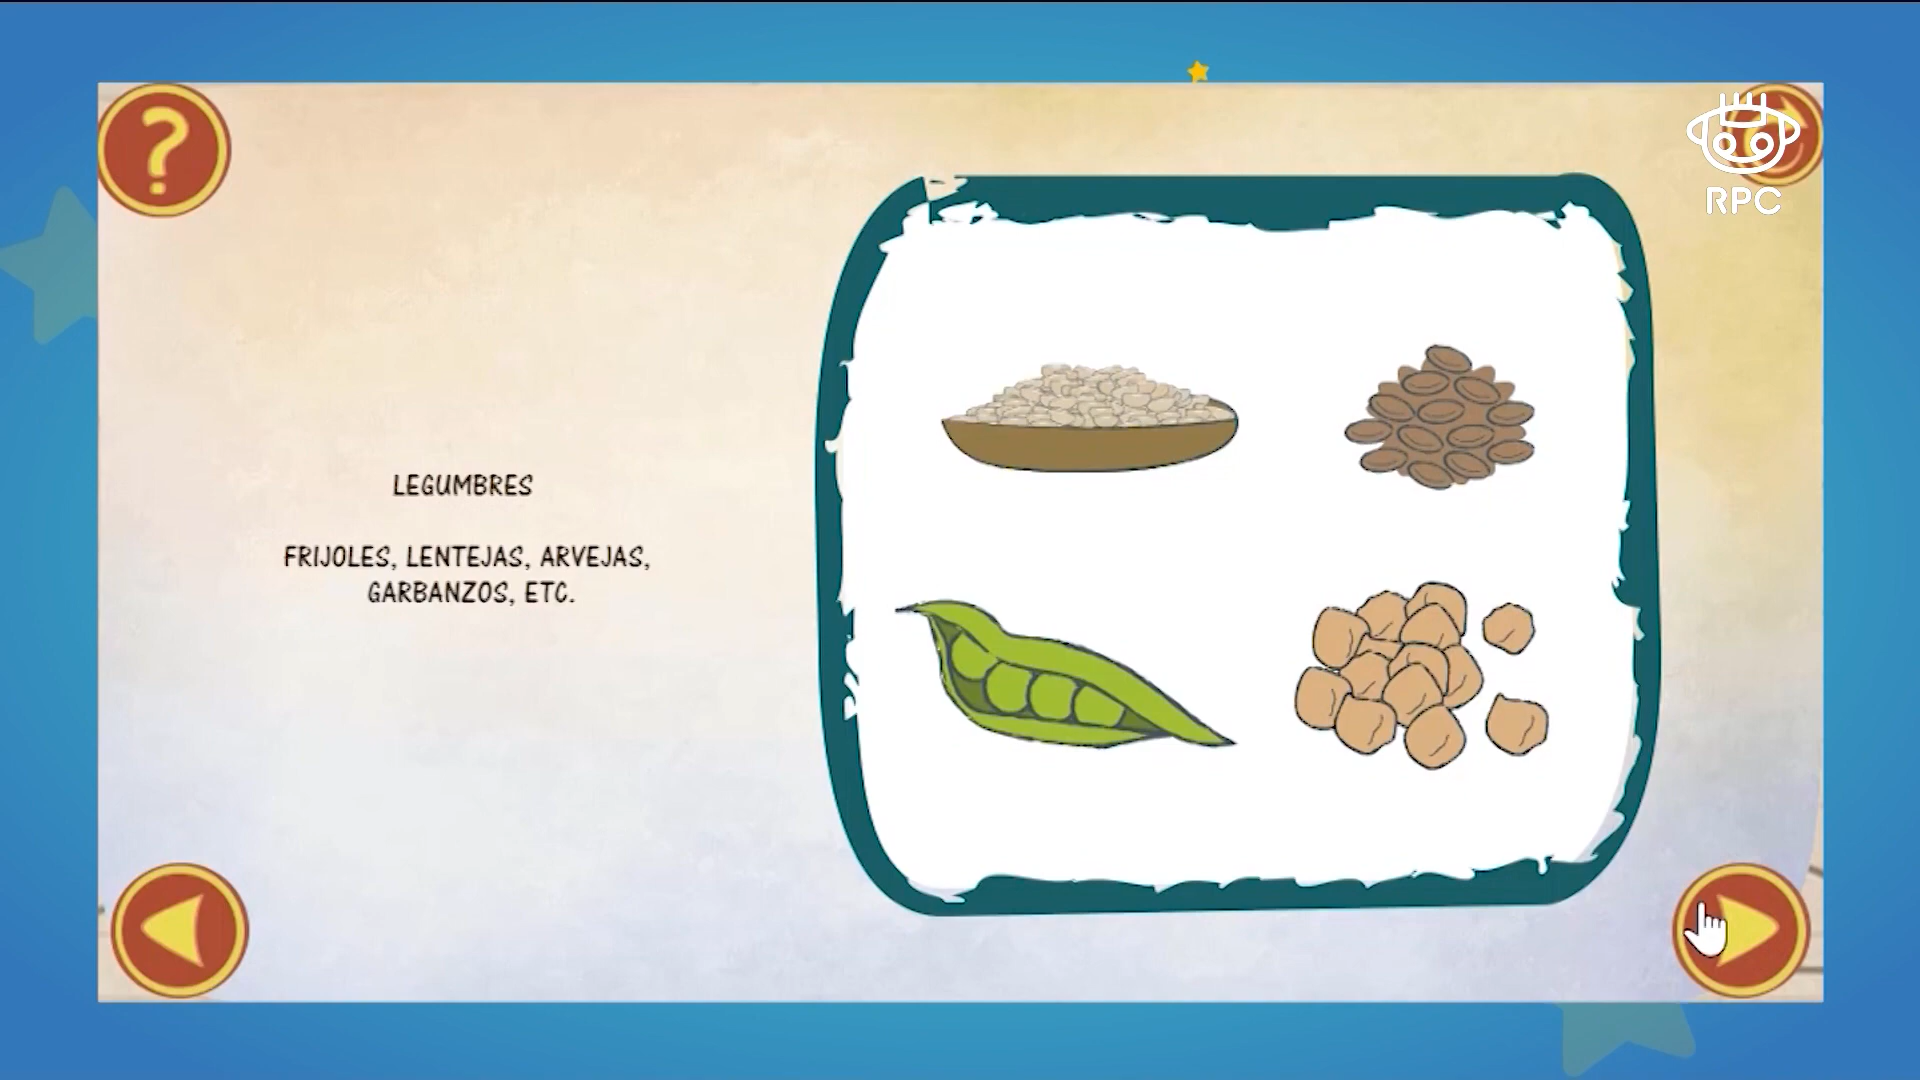 ?
RPC
LEGUMBRES
FRIJOLES, LENTEJAS, ARVEJAS,
GARBANZOS, ETC.